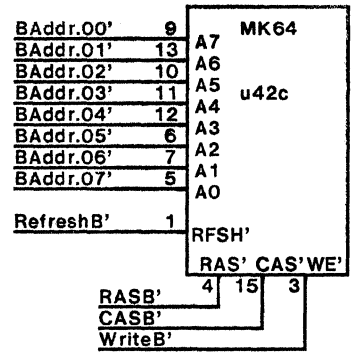 BAddr.00' 9 MK64
A7
BAddr.01' 13
A6
BAddr.02' 10
A5 u42c
BAddr.03' 11
A4
BAddr.04' 12
A3
BAddr.05' 6
A2
BAddr.06' 7
A1
BAddr.07' 5
A0
RefreshB' 1
RFSH'
RAS' CAS' WE'
4 15 3
RASB'
CASB'
WriteB'